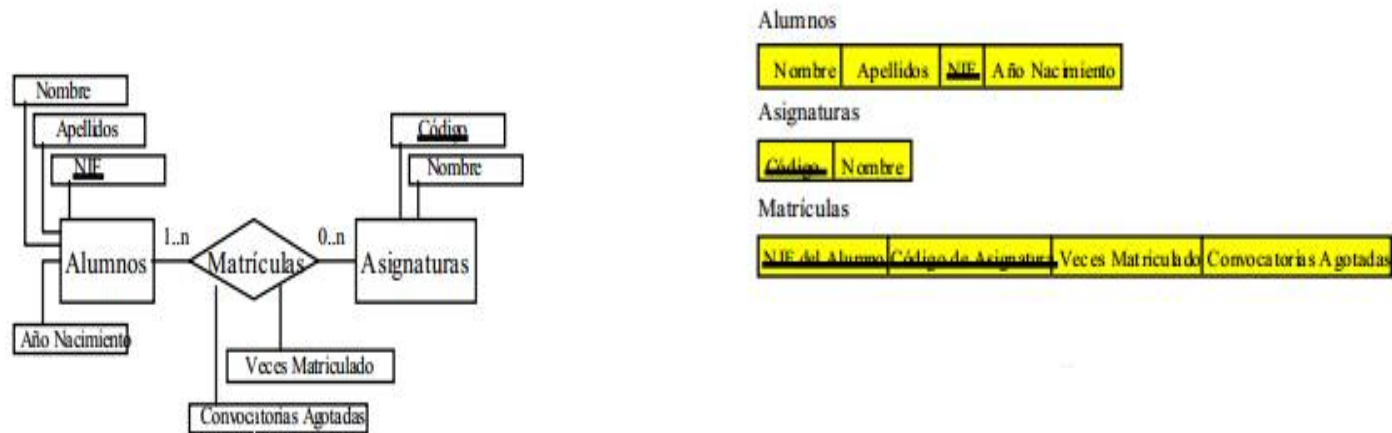 Nombre
Apellidos
NIF
Código
Nombre
Alumnos
1..n
Matrículas
0..n
Asignaturas
Año Nacimiento
Veces Matriculado
Convocatorias Agotadas
Alumnos
Nombre Apellidos NIF Año Nacimiento
Asignaturas
Código Nombre
Matrículas
NIF del Alumno Código de Asignatura Veces Matriculado Convocatorias Agotadas